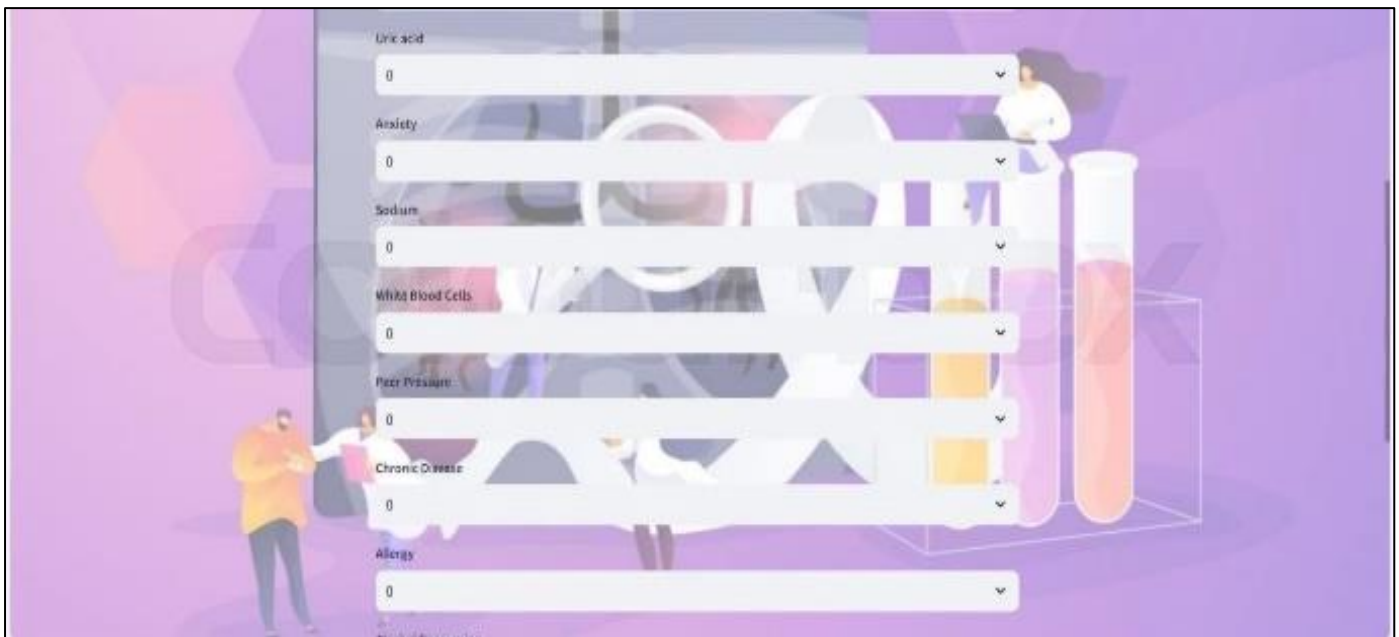 Uric acid
0
Anxiety
0
Sodium
0
White Blood Cells
0
Peer Pressure
0
Chronic Disease
0
Allergy
0